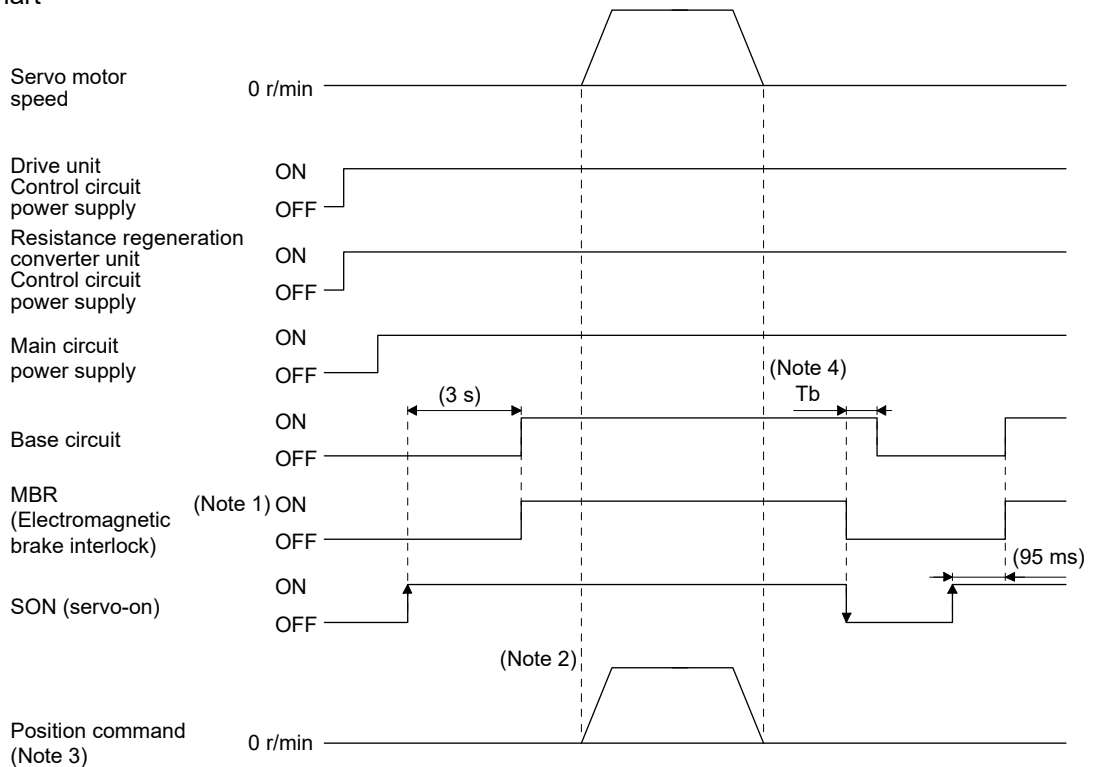 Servo motor
speed
0 r/min
Drive unit
Control circuit
power supply
ON
OFF
Resistance regeneration
converter unit
Control circuit
power supply
ON
OFF
Main circuit
power supply
ON
OFF
(Note 4)
Tb
(3 s)
Base circuit
ON
OFF
MBR
(Electromagnetic
brake interlock)
(Note 1) ON
OFF
(95 ms)
SON (servo-on)
ON
OFF
(Note 2)
Position command
(Note 3)
0 r/min